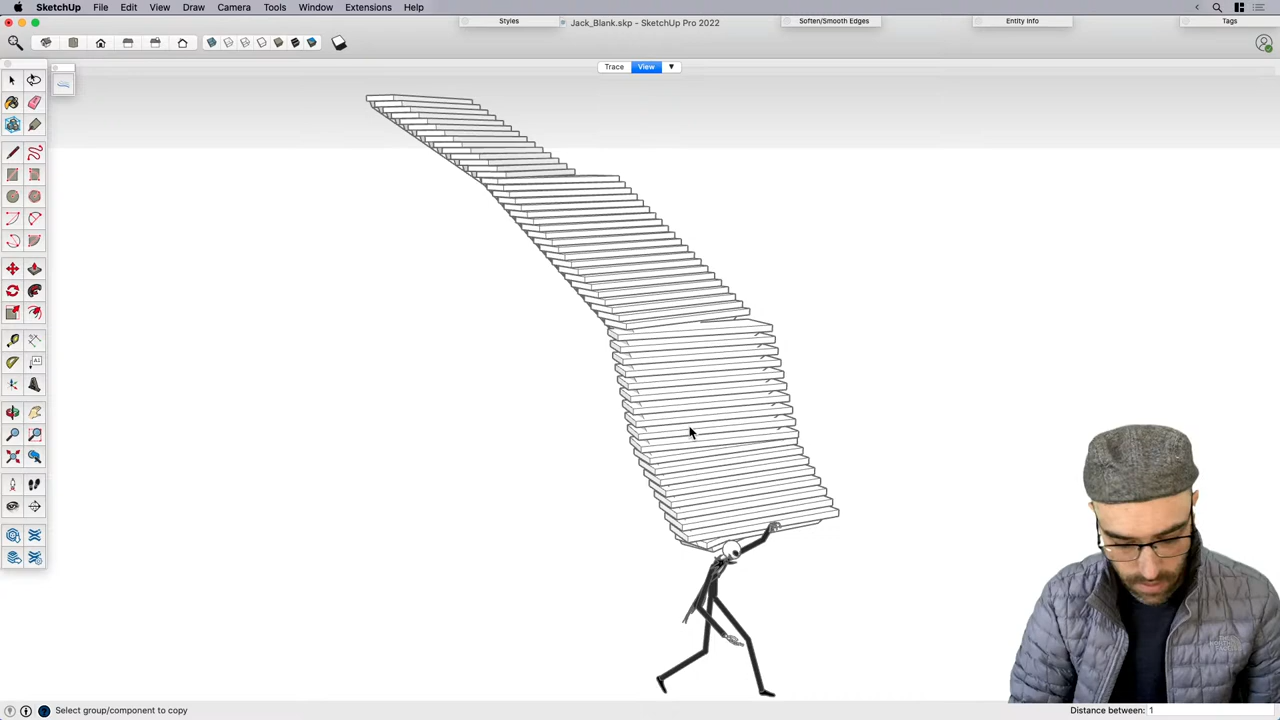 SketchUp File Edit View Draw Camera Tools Window Extensions Help
Styles
Jack_Blank.skp - SketchUp Pro 2022
Soften/Smooth Edges
Entity Info
Tags
Trace View
Select group/component to copy
Distance between: 1